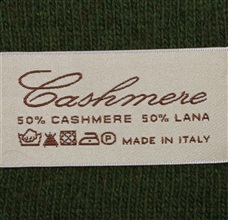 Cashmere
50% CASHMERE 50% LANA
P MADE IN ITALY